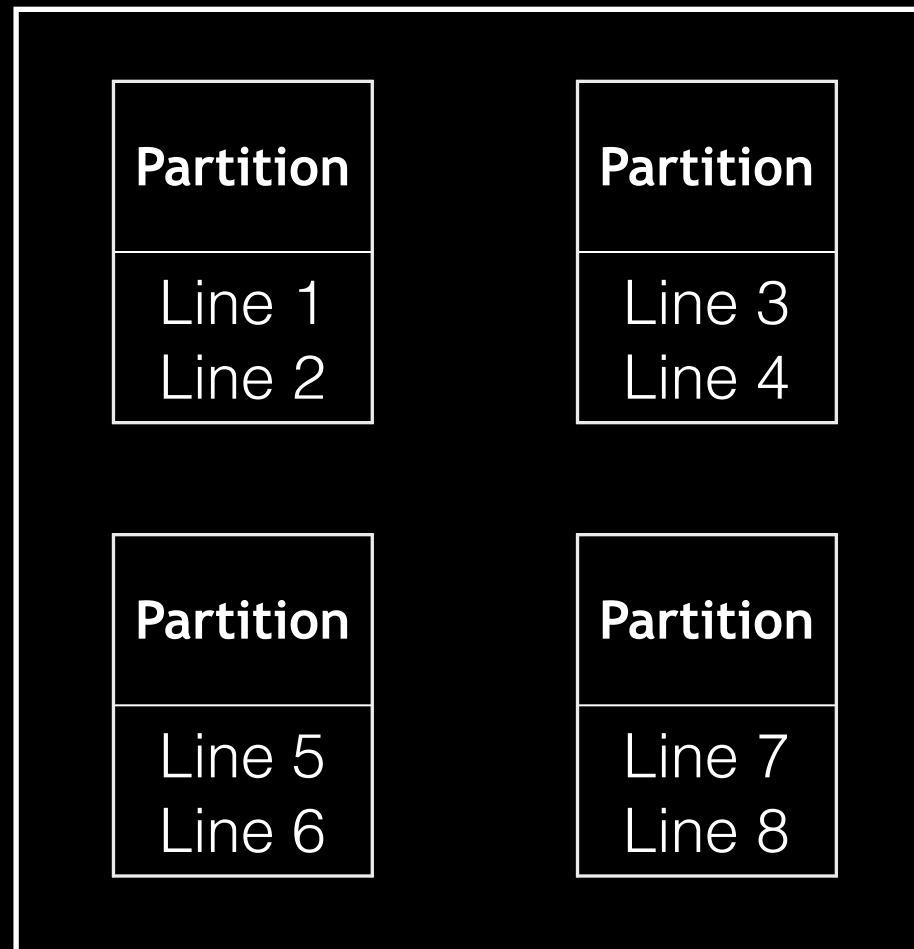 Partition
Line 1
Line 2
Partition
Line 3
Line 4
Partition
Line 5
Line 6
Partition
Line 7
Line 8